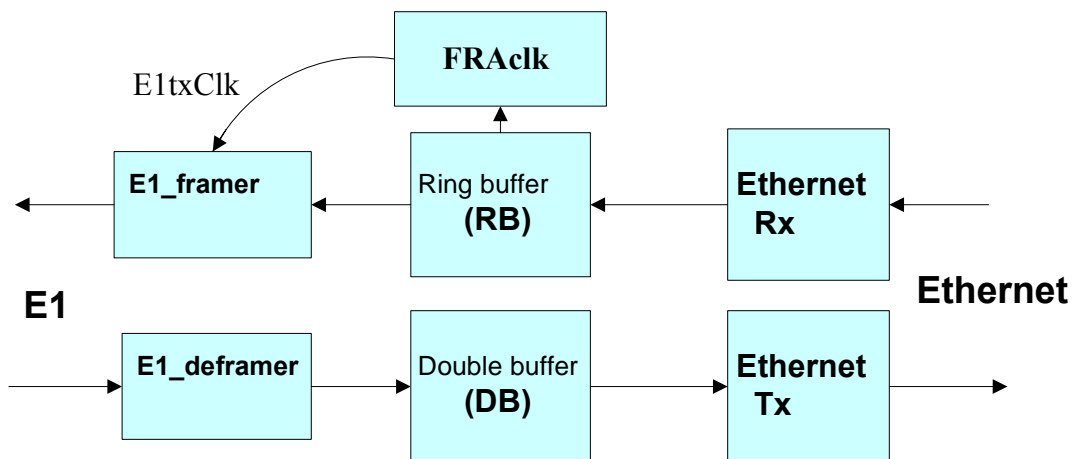 FRAclk
E1txClk
E1_framer
Ring buffer
(RB)
Ethernet
Rx
E1
Ethernet
E1_deframer
Double buffer
(DB)
Ethernet
Tx